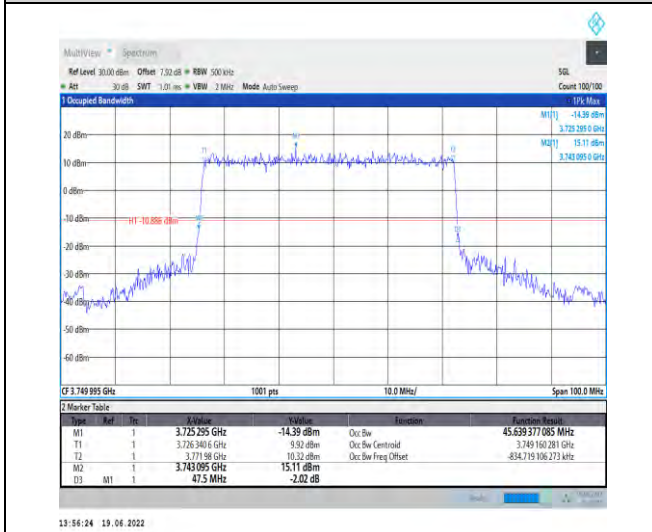 MultiView Spectrum
Ref Level 30.00 dBm Offset 7.92 dB RBW 500 kHz SGL
Att 30 dB SWT 1.01 ms VBW 2 MHz Mode Auto Sweep Count 100/100
1 Occupied Bandwidth 1Pk Max
M1[1] -14.39 dBm
3.725 295 0 GHz
M2[1] 15.11 dBm
3.743 095 0 GHz
20 dBm
10 dBm
0 dBm
-10 dBm
H1 -10.886 dBm
-20 dBm
-30 dBm
-40 dBm
-50 dBm
-60 dBm
T1
M2
T2
M1
D3
CF 3.749 995 GHz 1001 pts 10.0 MHz/ Span 100.0 MHz
2 Marker Table
Type Ref Trc X-Value Y-Value Function Function Result
M1 1 3.725 295 GHz -14.39 dBm Occ Bw 45.639 377 085 MHz
T1 1 3.726 340 6 GHz 9.92 dBm Occ Bw Centroid 3.749 160 281 GHz
T2 1 3.771 98 GHz 10.32 dBm Occ Bw Freq Offset -834.719 106 273 kHz
M2 1 3.743 095 GHz 15.11 dBm
D3 M1 1 47.5 MHz -2.02 dB
13:56:24 19.06.2022